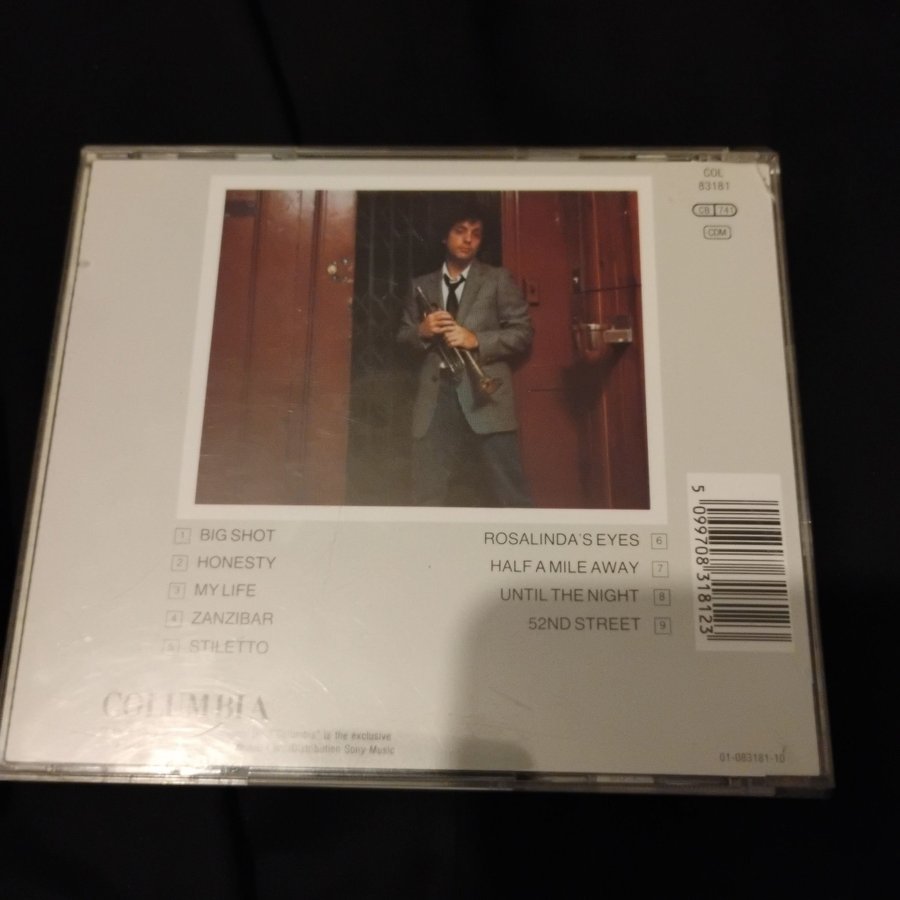 COL
83181
CB 741
CDM
1 BIG SHOT
2 HONESTY
3 MY LIFE
4 ZANZIBAR
5 STILETTO
ROSALINDA'S EYES 6
HALF A MILE AWAY 7
UNTIL THE NIGHT 8
52ND STREET 9
5 099708 318123
COLUMBIA
"Columbia" is the exclusive
Distribution Sony Music
01-083181-10